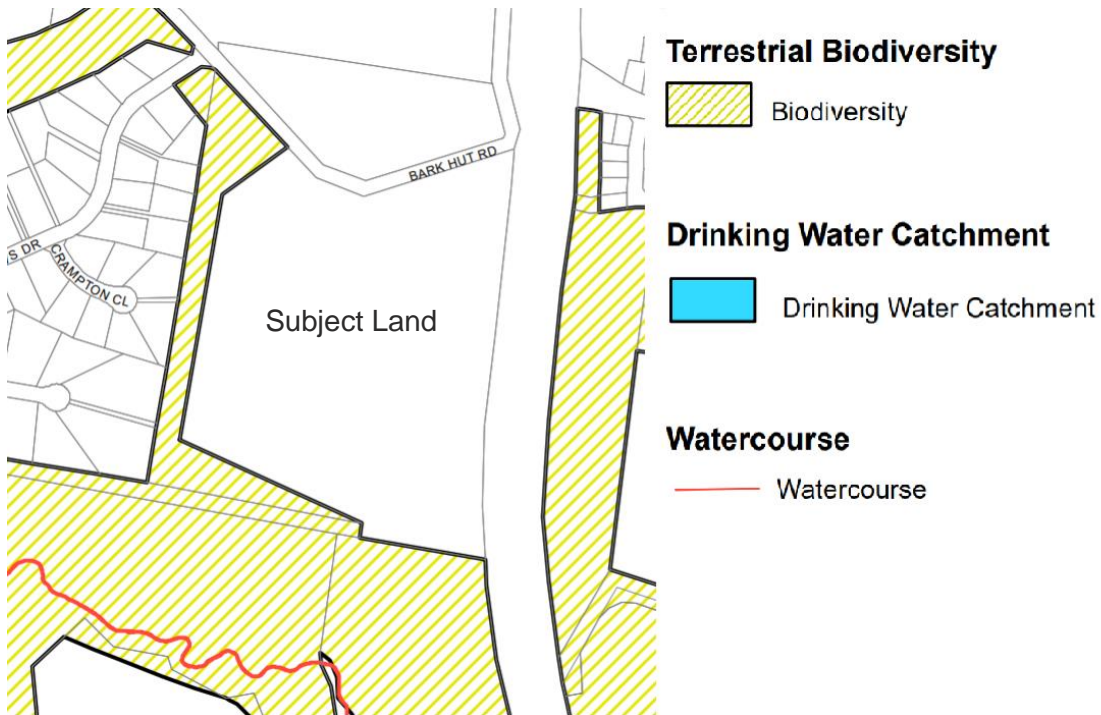 Terrestrial Biodiversity
Biodiversity
Drinking Water Catchment
Drinking Water Catchment
Watercourse
Watercourse
BARK HUT RD
S DR
CRAMPTON CL
Subject Land